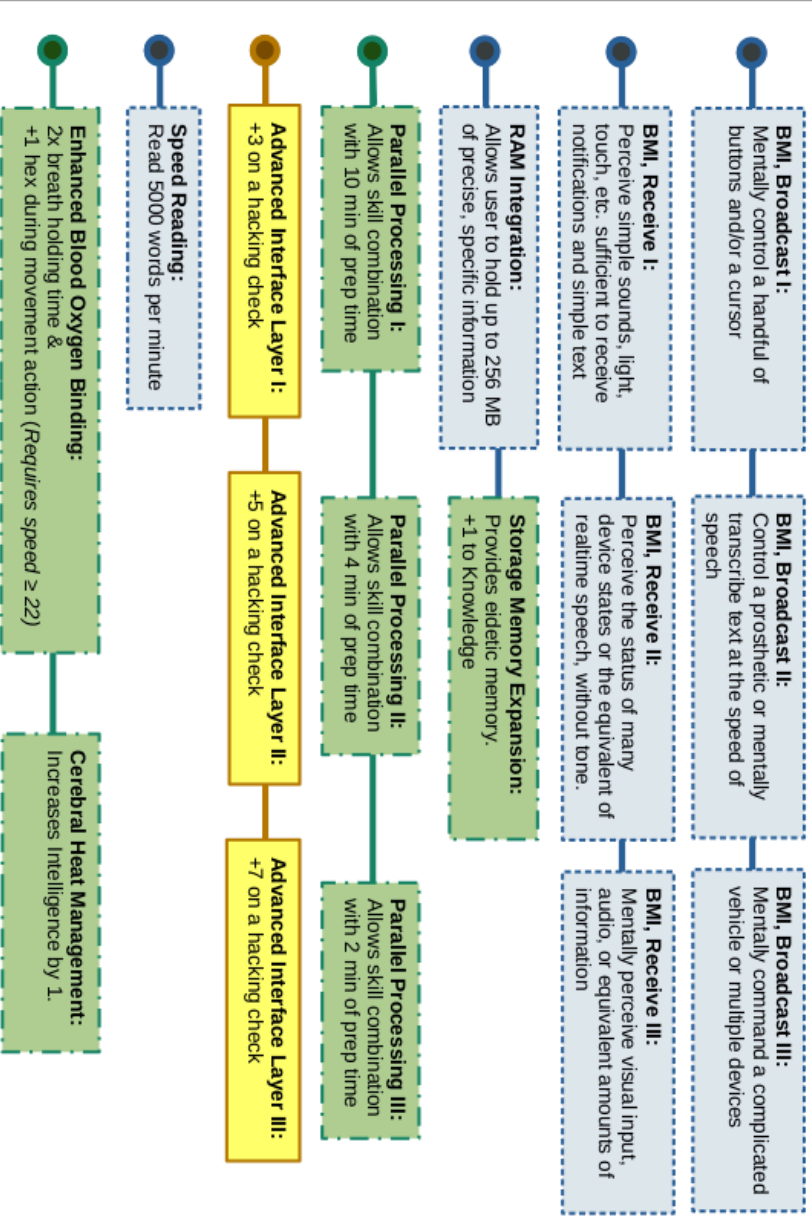 BMI, Broadcast I:
Mentally control a handful of
buttons and/or a cursor
BMI, Broadcast II:
Control a prosthetic or mentally
transcribe text at the speed of
speech
BMI, Broadcast III:
Mentally command a complicated
vehicle or multiple devices
BMI, Receive I:
Perceive simple sounds, light,
touch, etc. sufficient to receive
notifications and simple text
BMI, Receive II:
Perceive the status of many
device states or the equivalent of
realtime speech, without tone.
BMI, Receive III:
Mentally perceive visual input,
audio, or equivalent amounts of
information
RAM Integration:
Allows user to hold up to 256 MB
of precise, specific information
Storage Memory Expansion:
Provides eidetic memory.
+1 to Knowledge
Parallel Processing I:
Allows skill combination
with 10 min of prep time
Parallel Processing II:
Allows skill combination
with 4 min of prep time
Parallel Processing III:
Allows skill combination
with 2 min of prep time
Advanced Interface Layer I:
+3 on a hacking check
Advanced Interface Layer II:
+5 on a hacking check
Advanced Interface Layer III:
+7 on a hacking check
Speed Reading:
Read 5000 words per minute
Enhanced Blood Oxygen Binding:
2x breath holding time &
+1 hex during movement action (Requires speed ≥ 22)
Cerebral Heat Management:
Increases Intelligence by 1.